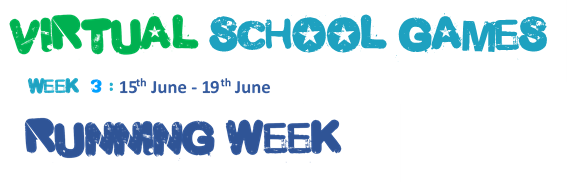 VIRTUAL SCHOOL GAMES
WEEK 3 : 15th June - 19th June
RUNNING WEEK